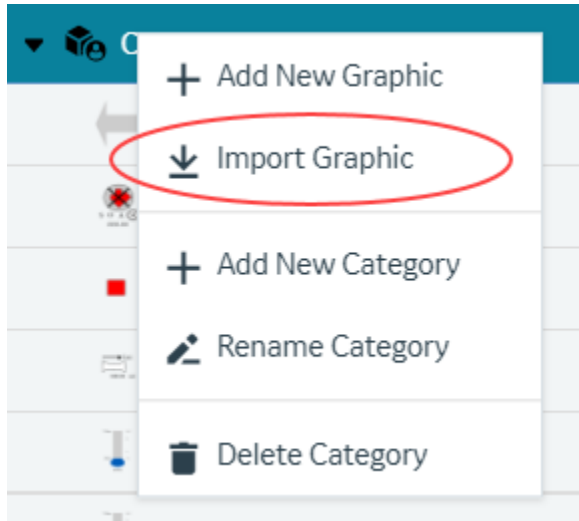 Add New Graphic
Import Graphic
Add New Category
Rename Category
Delete Category